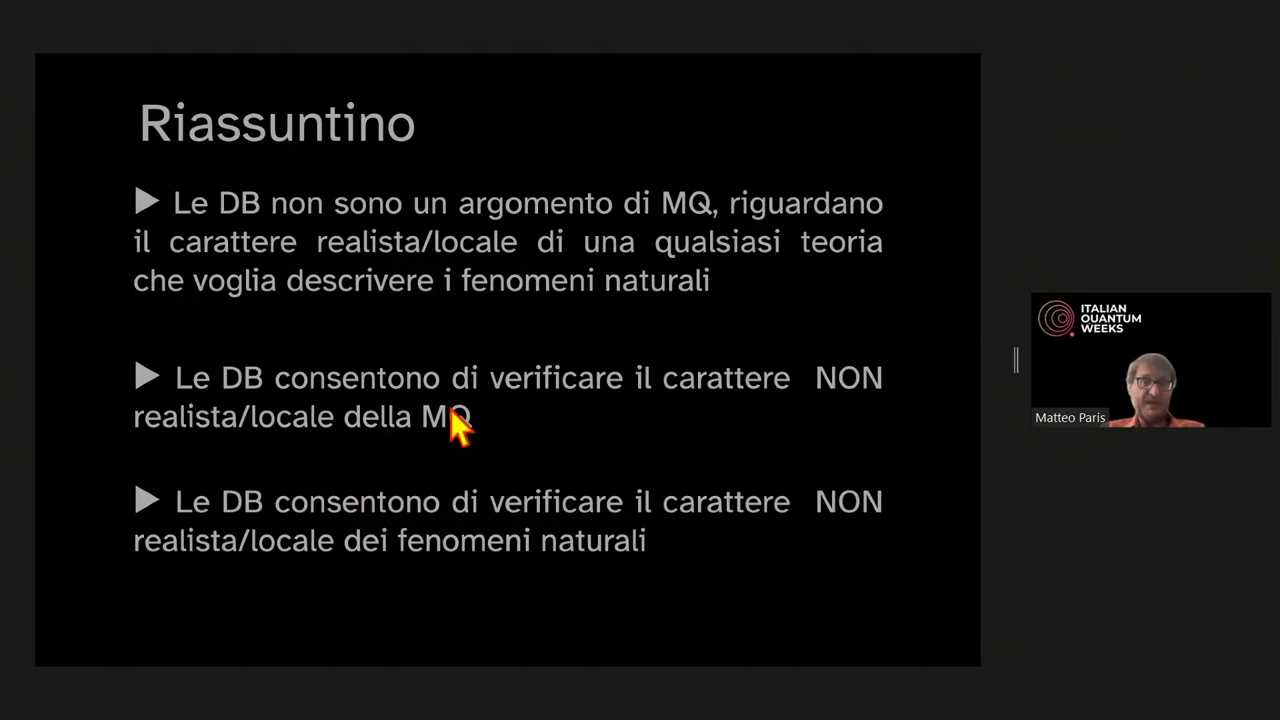 Riassuntino
▶ Le DB non sono un argomento di MQ, riguardano
il carattere realista/locale di una qualsiasi teoria
che voglia descrivere i fenomeni naturali
▶ Le DB consentono di verificare il carattere NON
realista/locale della MQ
▶ Le DB consentono di verificare il carattere NON
realista/locale dei fenomeni naturali
ITALIAN
QUANTUM
WEEKS
Matteo Paris